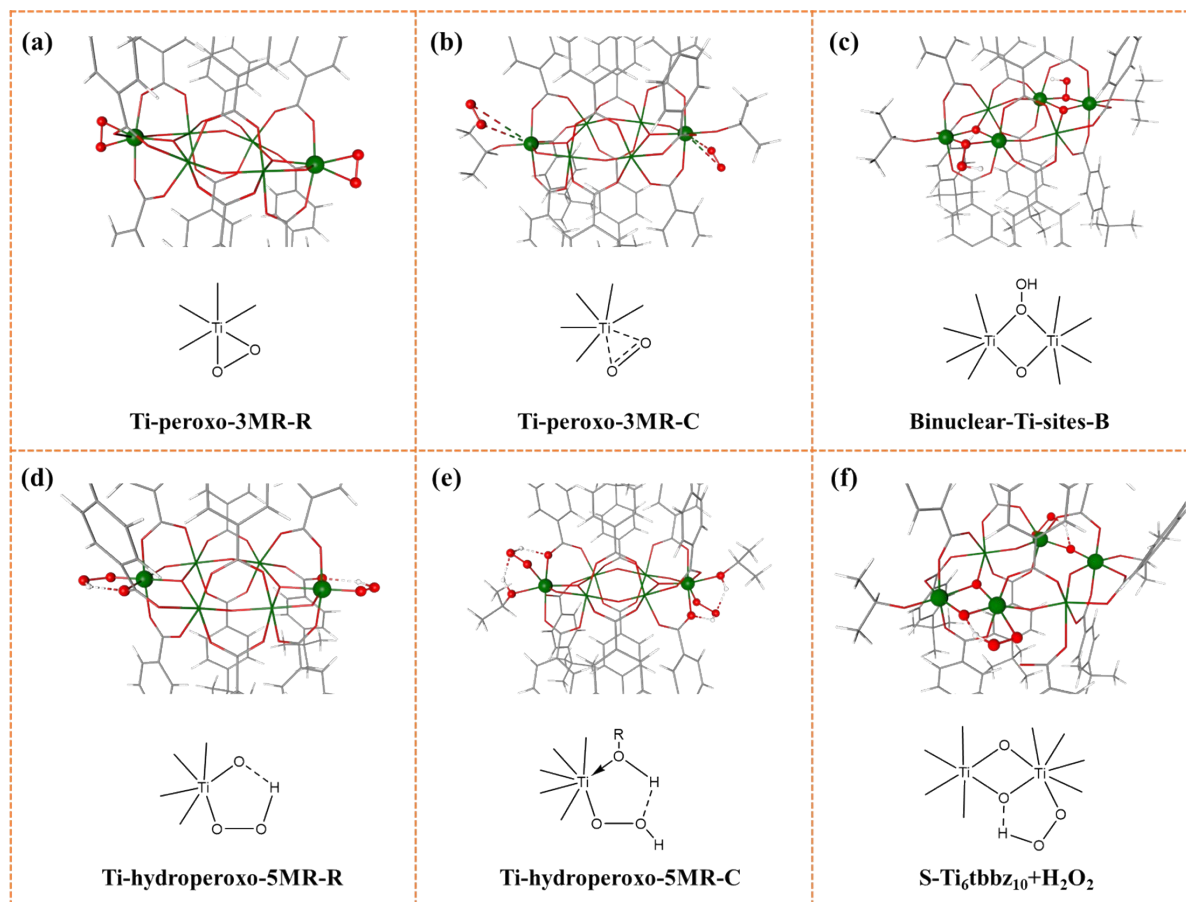 (a)
(b)
(c)
Ti
O
O
Ti
O
O
OH
O
Ti
Ti
O
Ti-peroxo-3MR-R
Ti-peroxo-3MR-C
Binuclear-Ti-sites-B
(d)
(e)
(f)
O
Ti
H
O
O
R
O
Ti
H
O
O
H
O
Ti
Ti
O
O
H
O
Ti-hydroperoxo-5MR-R
Ti-hydroperoxo-5MR-C
S-Ti₆tbbz₁₀+H₂O₂